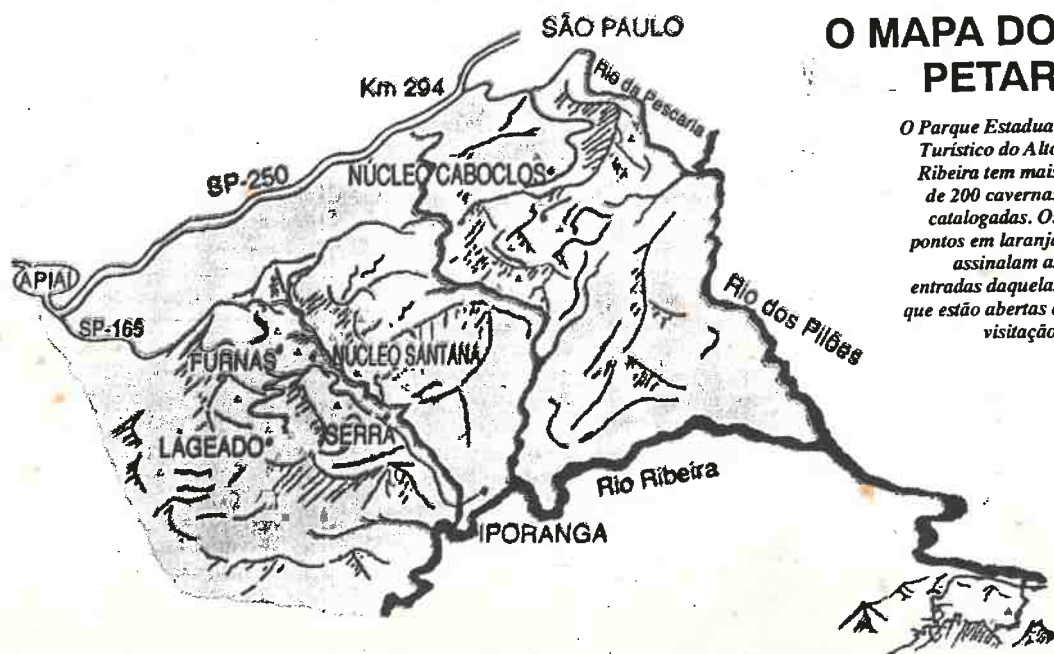 O MAPA DO
PETAR
O Parque Estadua
Turístico do Alto
Ribeira tem mais
de 200 cavernas
catalogadas. Os
pontos em laranja
assinalam as
entradas daquelas
que estão abertas à
visitação.
SÃO PAULO
Km 294
Rio da Pescaria
SP-250
NÚCLEO CABOCLOS
APIAI
SP-165
FURNAS
NÚCLEO SANTANA
Rio dos Pilões
LAGEADO
SERRA
Rio Ribeira
IPORANGA